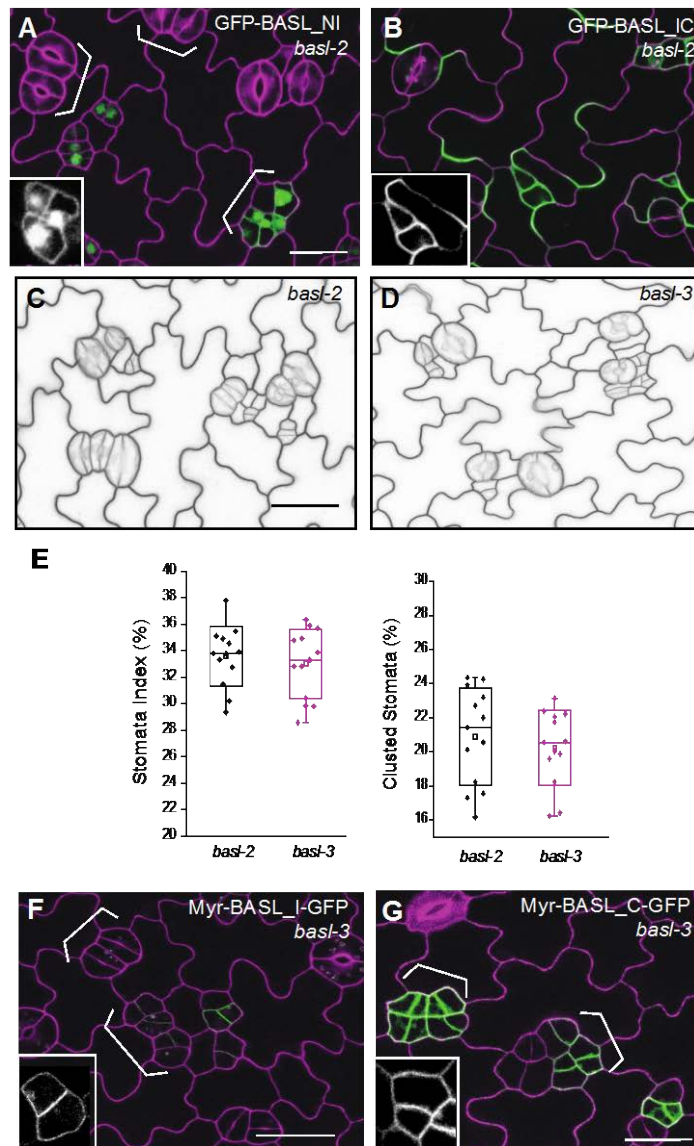 A GFP-BASL_NI
basl-2
B GFP-BASL_IC
basl-2
C basl-2
D basl-3
E
Stomata Index (%)
40
38
36
34
32
30
28
26
24
22
20
basl-2 basl-3
Clusted Stomata (%)
30
28
26
24
22
20
18
16
basl-2 basl-3
F Myr-BASL_I-GFP
basl-3
G Myr-BASL_C-GFP
basl-3